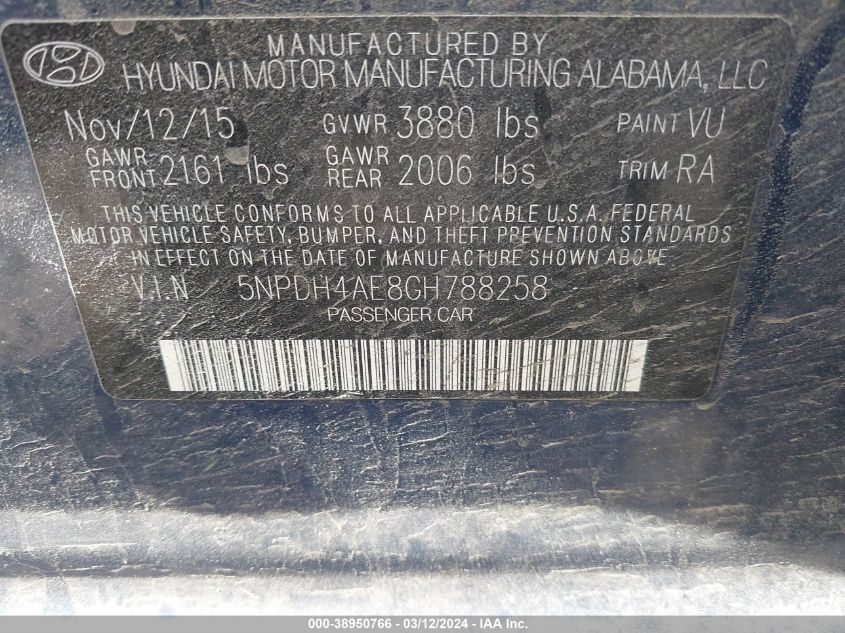 MANUFACTURED BY
HYUNDAI MOTOR MANUFACTURING ALABAMA, LLC
Nov/12/15 GVWR 3880 lbs PAINT VU
GAWR FRONT 2161 lbs GAWR REAR 2006 lbs TRIM RA
THIS VEHICLE CONFORMS TO ALL APPLICABLE U.S.A. FEDERAL
MOTOR VEHICLE SAFETY, BUMPER, AND THEFT PREVENTION STANDARDS
IN EFFECT ON THE DATE OF MANUFACTURE SHOWN ABOVE.
V.I.N 5NPDH4AE8GH788258
PASSENGER CAR
000-38950766 - 03/12/2024 - IAA Inc.